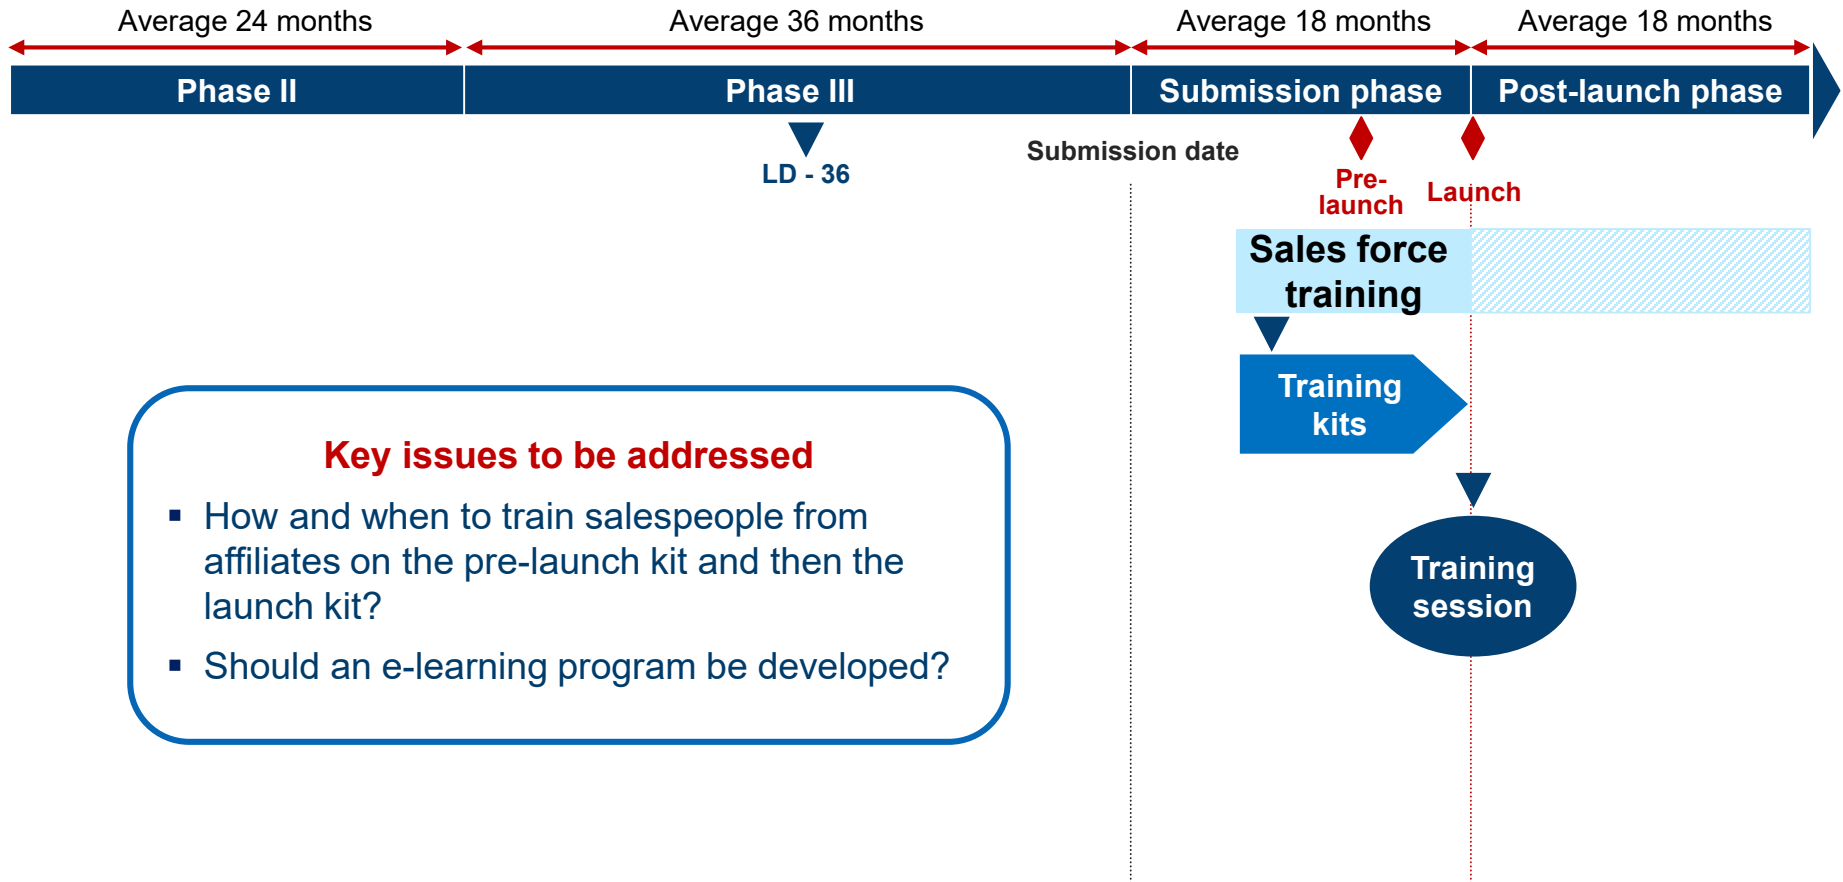 Average 24 months
Average 36 months
Average 18 months
Average 18 months
Phase II
Phase III
Submission phase
Post-launch phase
LD - 36
Submission date
Pre-
launch
Launch
Sales force
training
Training
kits
Training
session
Key issues to be addressed
▪ How and when to train salespeople from
affiliates on the pre-launch kit and then the
launch kit?
▪ Should an e-learning program be developed?